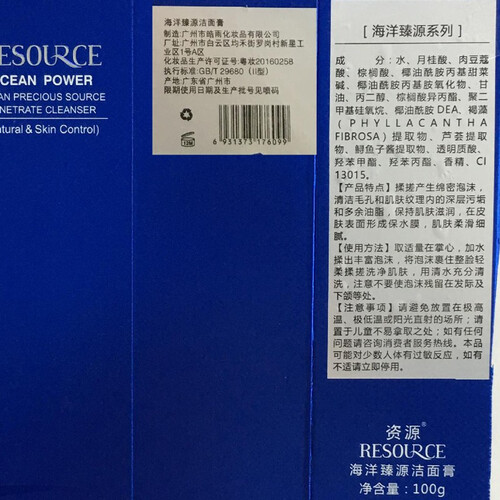 RESOURCE
OCEAN POWER
AN PRECIOUS SOURCE
NETRATE CLEANSER
tural & Skin Control)
海洋臻源洁面膏
制造:广州市皓雨化妆品有限公司
厂址:广州市白云区均禾街罗岗村新星工
业区1号A区
化妆品生产许可证号:粤妆20160258
执行标准:GB/T 29680(II型)
产地:广东省广州市
限期使用日期及生产批号见喷码
12M
6 931373 176099
[ 海洋臻源系列 ]
成分:水、月桂酸、肉豆蔻
酸、棕榈酸、椰油酰胺丙基甜菜
碱、椰油酰胺丙基胺氧化物、甘
油、丙二醇、棕榈酸异丙酯、聚二
甲基硅氧烷、椰油酰胺DEA、褐藻
(PHYLLACANTHA
FIBROSA)提取物、芦荟提取
物、鲟鱼子酱提取物、透明质酸、
羟苯甲酯、羟苯丙酯、香精、CI
13015。
【产品特点】揉搓产生绵密泡沫,
清洁毛孔和肌肤纹理内的深层污垢
和多余油脂,保持肌肤滋润,在皮
肤表面形成保水膜,肌肤柔滑细
腻。
【使用方法】取适量在掌心,加水
揉搓出丰富泡沫,将泡沫裹住整脸轻
柔揉搓洗净肌肤,用清水充分清
洗,注意不要使泡沫残留在发际及
下颌等处。
【注意事项】请避免放置在极高
温、极低温或阳光直射的场所;请
置于儿童不易拿取之处;如有任何
问题请咨询消费者服务热线。本品
可能对少数人体有过敏反应,如有
不适请立即停用。
资源®
RESOURCE
海洋臻源洁面膏
净含量:100g